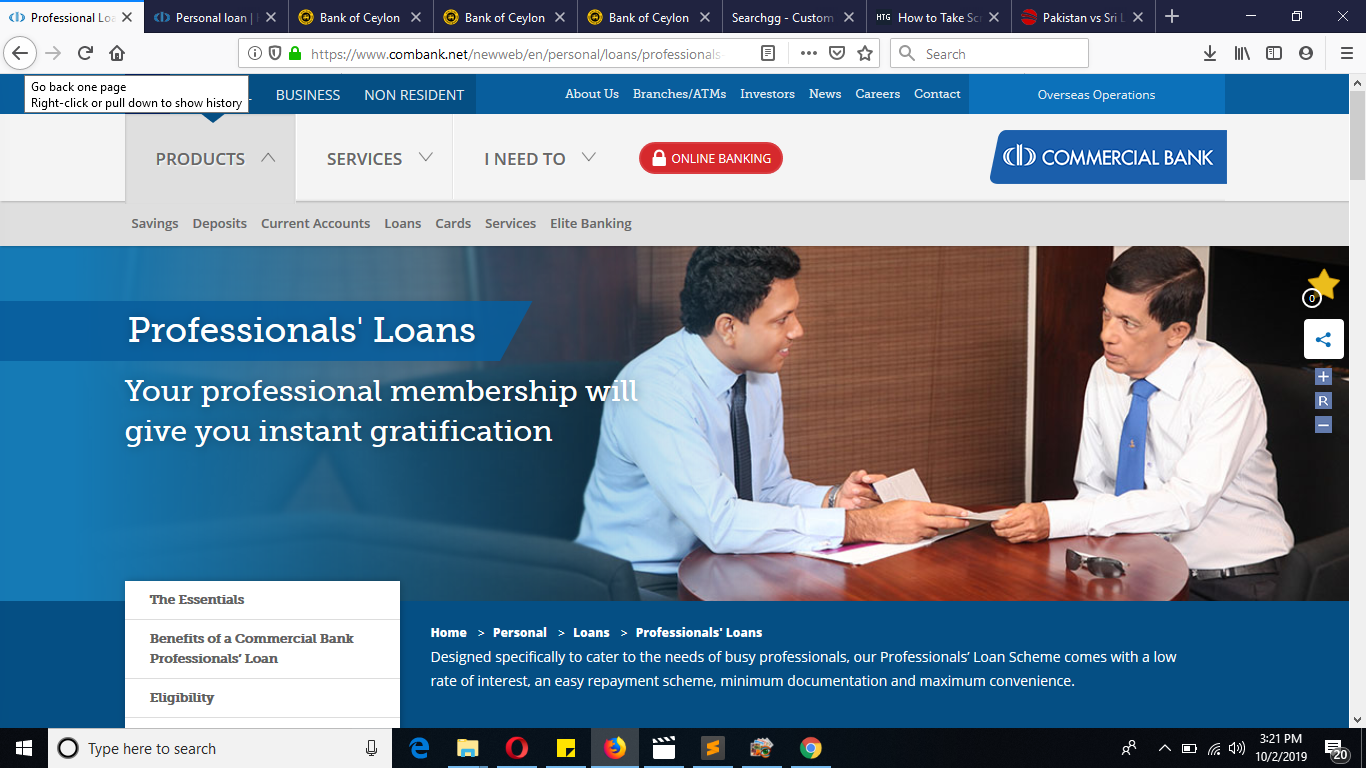 Professional Loa
Personal loan |
Bank of Ceylon
Bank of Ceylon
Bank of Ceylon
Searchgg - Custom
HTG How to Take Scr
Pakistan vs Sri L
https://www.combank.net/newweb/en/personal/loans/professionals-
Search
Go back one page
Right-click or pull down to show history
BUSINESS
NON RESIDENT
About Us
Branches/ATMs
Investors
News
Careers
Contact
Overseas Operations
PRODUCTS
SERVICES
I NEED TO
ONLINE BANKING
COMMERCIAL BANK
Savings
Deposits
Current Accounts
Loans
Cards
Services
Elite Banking
0
Professionals' Loans
Your professional membership will
give you instant gratification
+
R
−
The Essentials
Benefits of a Commercial Bank
Professionals’ Loan
Eligibility
Home > Personal > Loans > Professionals' Loans
Designed specifically to cater to the needs of busy professionals, our Professionals’ Loan Scheme comes with a low
rate of interest, an easy repayment scheme, minimum documentation and maximum convenience.
Type here to search
3:21 PM
10/2/2019
20